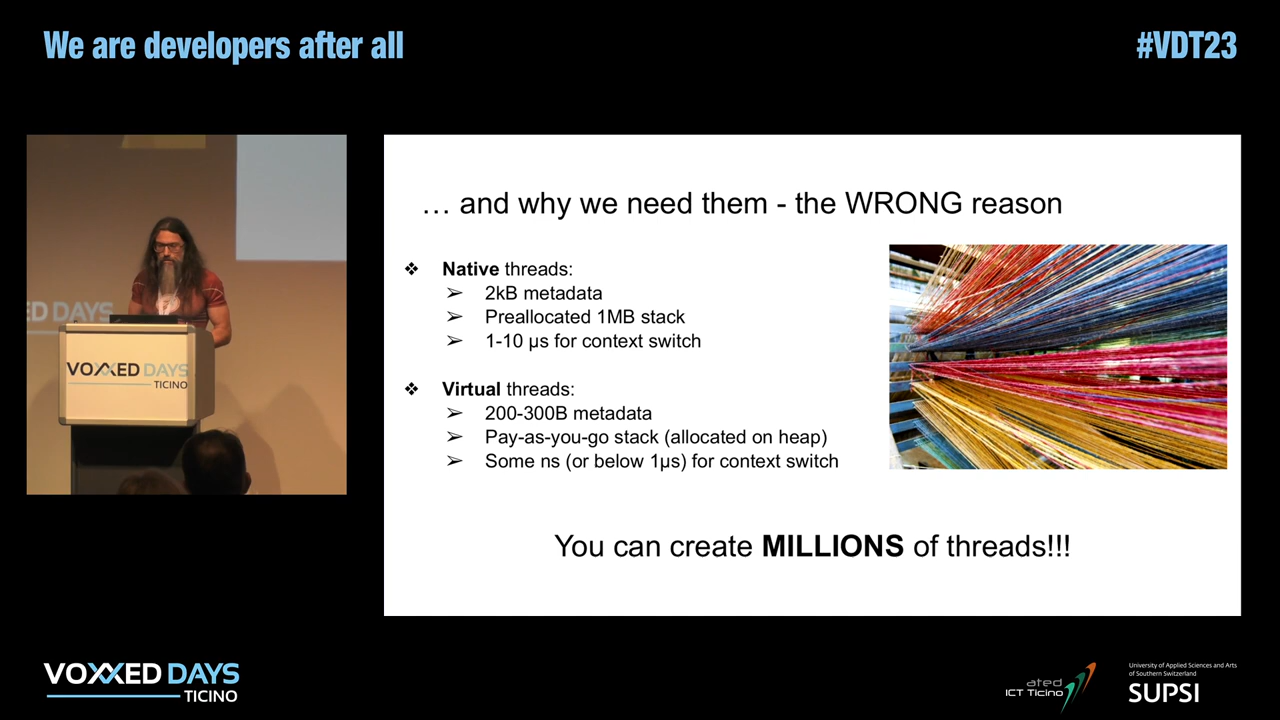 We are developers after all
#VDT23
ED DAYS
VOXXED DAYS
TICINO
… and why we need them - the WRONG reason
❖ Native threads:
➢ 2kB metadata
➢ Preallocated 1MB stack
➢ 1-10 µs for context switch
❖ Virtual threads:
➢ 200-300B metadata
➢ Pay-as-you-go stack (allocated on heap)
➢ Some ns (or below 1µs) for context switch
You can create MILLIONS of threads!!!
VOXXED DAYS
TICINO
ated
ICT Ticino
University of Applied Sciences and Arts
of Southern Switzerland
SUPSI